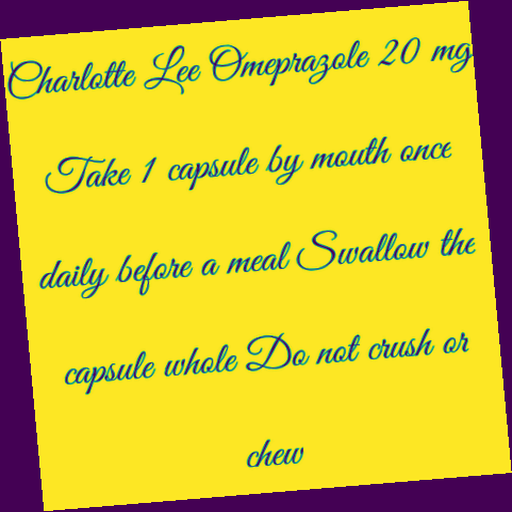 Charlotte Lee Omeprazole 20 mg
Take 1 capsule by mouth once
daily before a meal Swallow the
capsule whole Do not crush or
chew